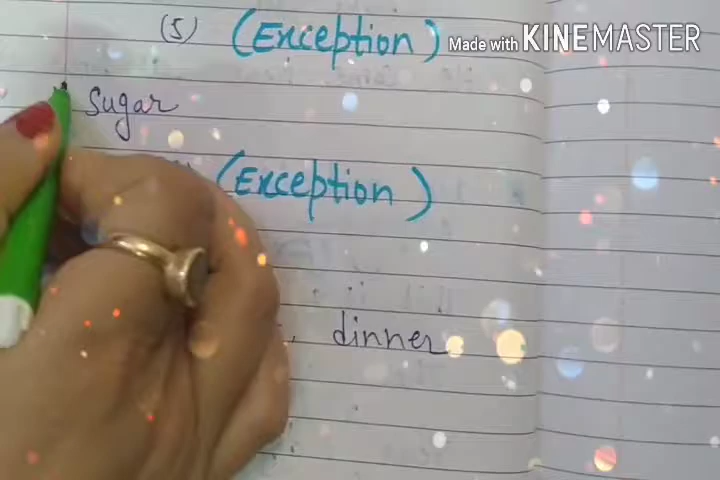 (5) (Exception)
Made with KINEMASTER
Sugar
(Exception)
dinner